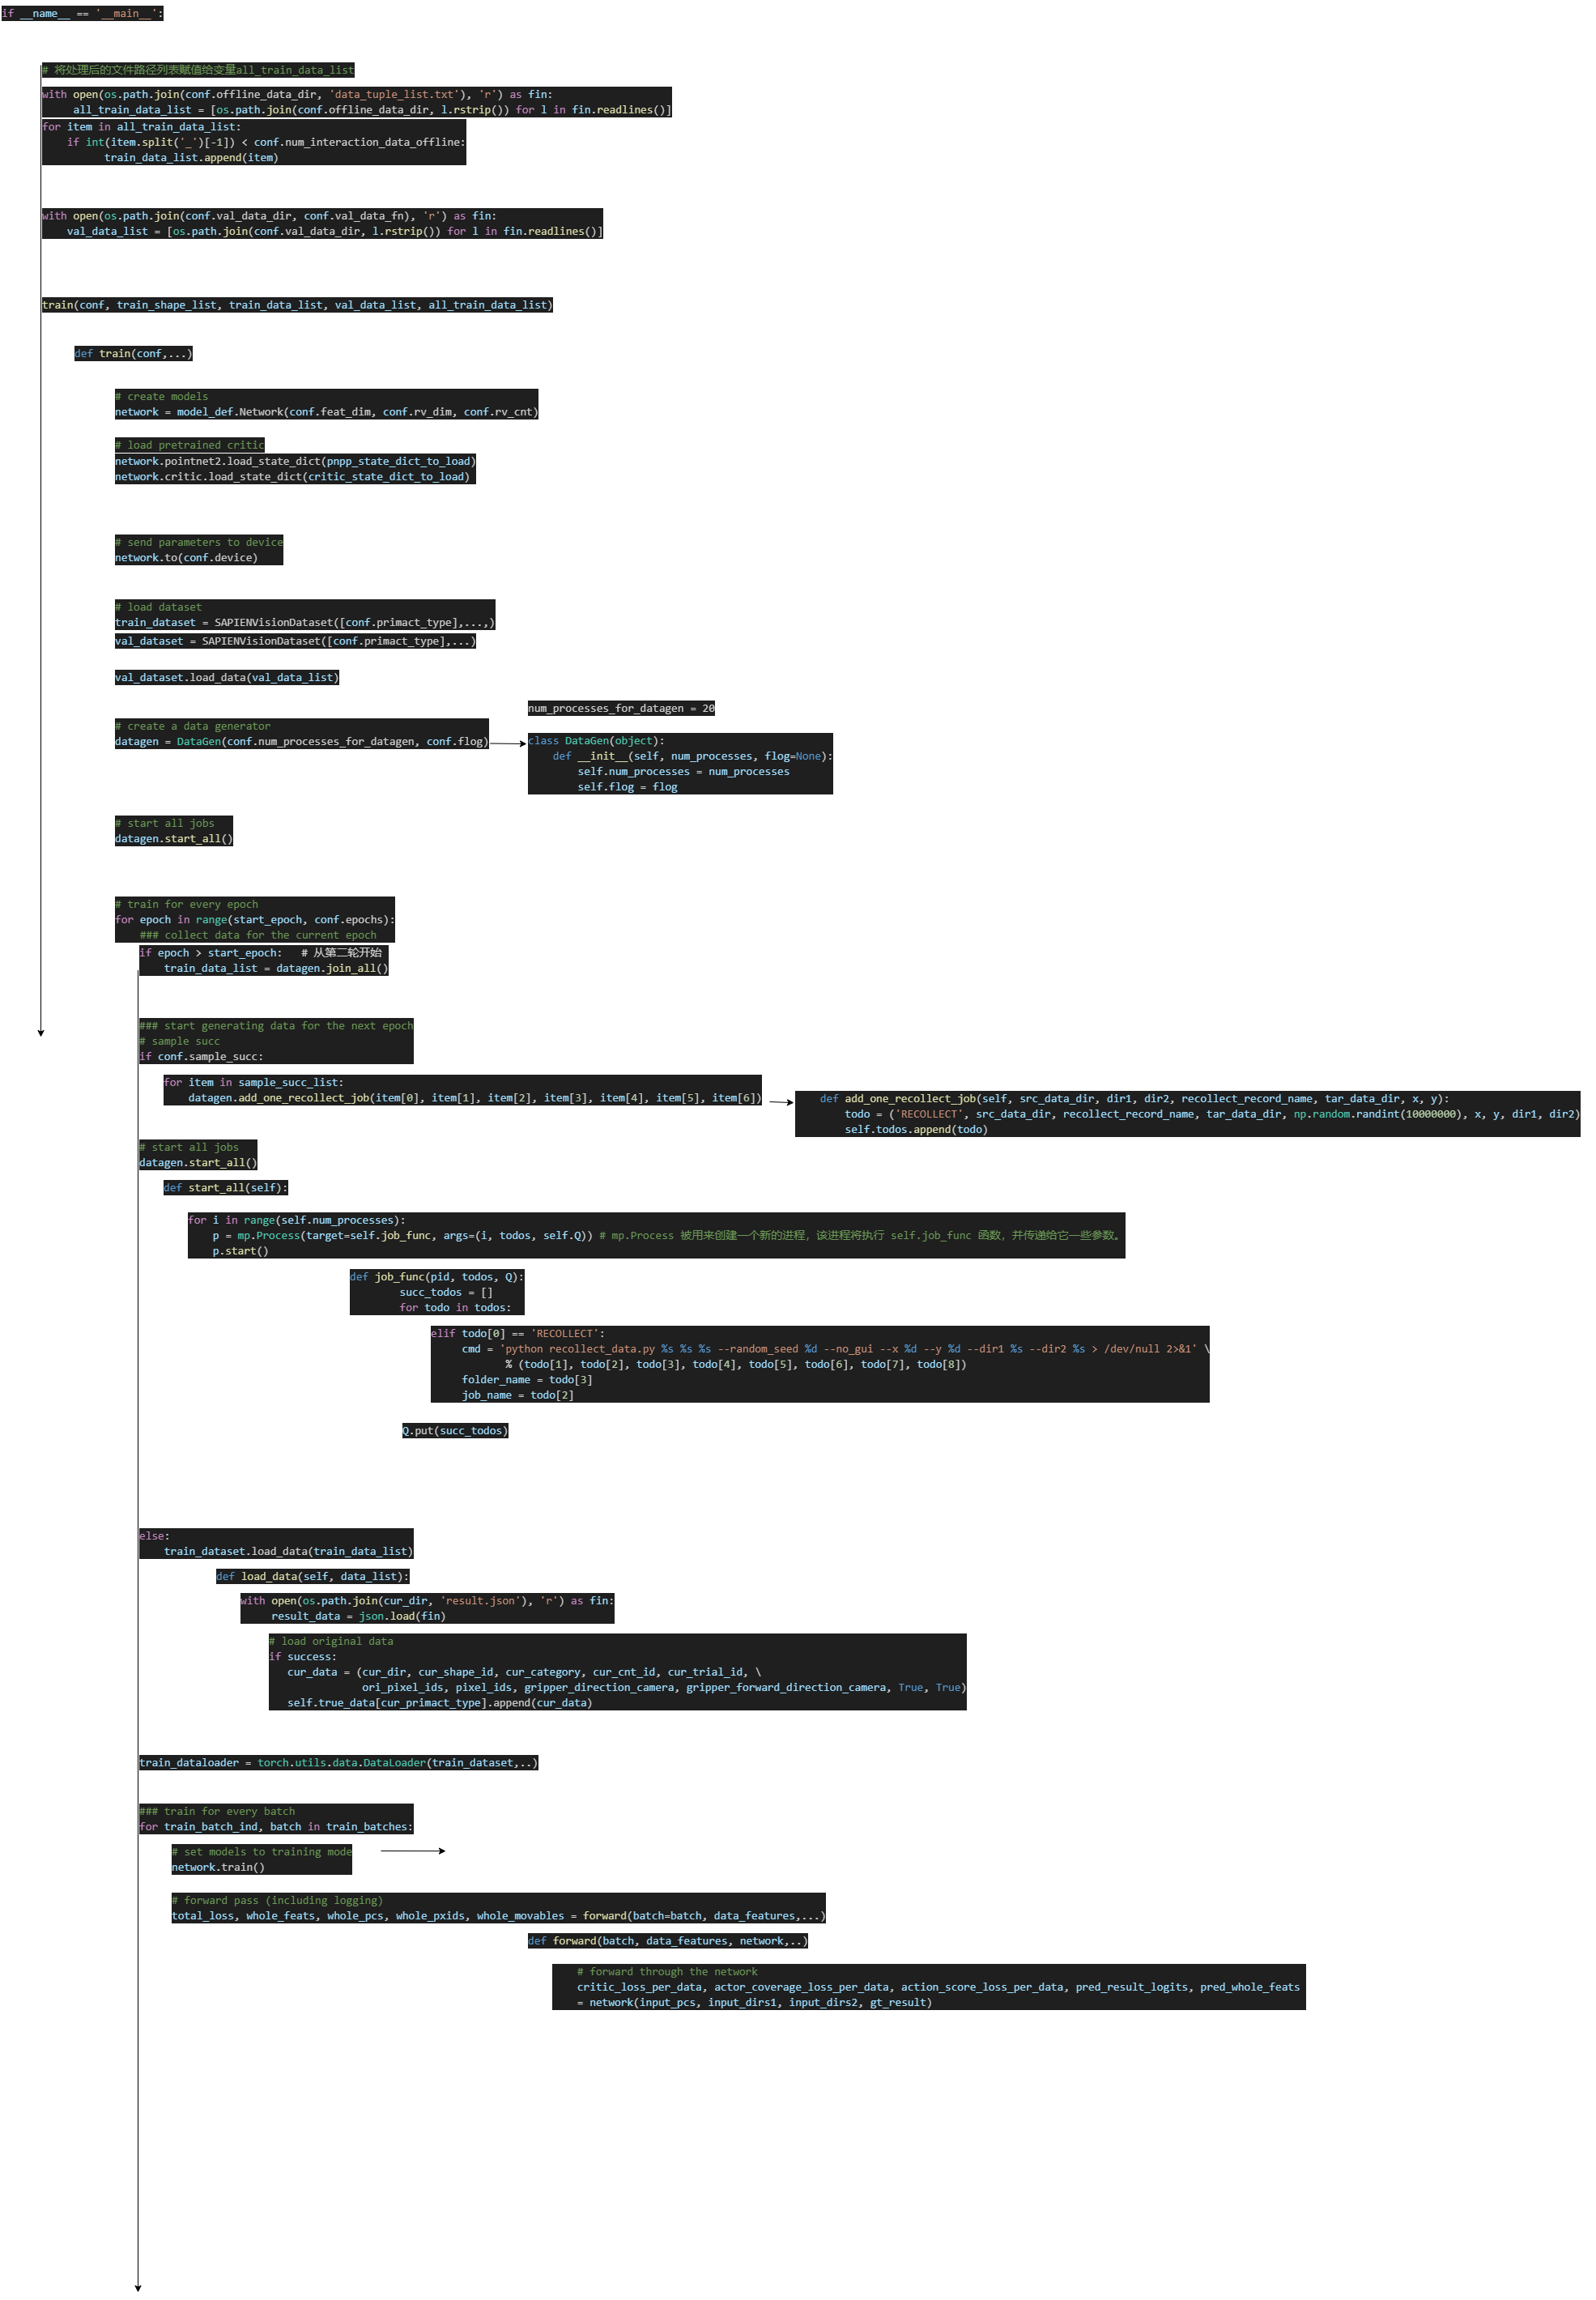 if __name__ == '__main__':
# 将处理后的文件路径列表赋值给变量all_train_data_list
with open(os.path.join(conf.offline_data_dir, 'data_tuple_list.txt'), 'r') as fin:
all_train_data_list = [os.path.join(conf.offline_data_dir, l.rstrip()) for l in fin.readlines()]
for item in all_train_data_list:
if int(item.split('_')[-1]) < conf.num_interaction_data_offline:
train_data_list.append(item)
with open(os.path.join(conf.val_data_dir, conf.val_data_fn), 'r') as fin:
val_data_list = [os.path.join(conf.val_data_dir, l.rstrip()) for l in fin.readlines()]
train(conf, train_shape_list, train_data_list, val_data_list, all_train_data_list)
def train(conf,...)
# create models
network = model_def.Network(conf.feat_dim, conf.rv_dim, conf.rv_cnt)
# load pretrained critic
network.pointnet2.load_state_dict(pnpp_state_dict_to_load)
network.critic.load_state_dict(critic_state_dict_to_load)
# send parameters to device
network.to(conf.device)
# load dataset
train_dataset = SAPIENVisionDataset([conf.primact_type],...,)
val_dataset = SAPIENVisionDataset([conf.primact_type],...)
val_dataset.load_data(val_data_list)
num_processes_for_datagen = 20
# create a data generator
datagen = DataGen(conf.num_processes_for_datagen, conf.flog)
class DataGen(object):
def __init__(self, num_processes, flog=None):
self.num_processes = num_processes
self.flog = flog
# start all jobs
datagen.start_all()
# train for every epoch
for epoch in range(start_epoch, conf.epochs):
### collect data for the current epoch
if epoch > start_epoch:   # 从第二轮开始
train_data_list = datagen.join_all()
### start generating data for the next epoch
# sample succ
if conf.sample_succ:
for item in sample_succ_list:
datagen.add_one_recollect_job(item[0], item[1], item[2], item[3], item[4], item[5], item[6])
def add_one_recollect_job(self, src_data_dir, dir1, dir2, recollect_record_name, tar_data_dir, x, y):
todo = ('RECOLLECT', src_data_dir, recollect_record_name, tar_data_dir, np.random.randint(10000000), x, y, dir1, dir2)
self.todos.append(todo)
# start all jobs
datagen.start_all()
def start_all(self):
for i in range(self.num_processes):
p = mp.Process(target=self.job_func, args=(i, todos, self.Q)) # mp.Process 被用来创建一个新的进程，该进程将执行 self.job_func 函数，并传递给它一些参数。
p.start()
def job_func(pid, todos, Q):
succ_todos = []
for todo in todos:
elif todo[0] == 'RECOLLECT':
cmd = 'python recollect_data.py %s %s %s --random_seed %d --no_gui --x %d --y %d --dir1 %s --dir2 %s > /dev/null 2>&1' \
% (todo[1], todo[2], todo[3], todo[4], todo[5], todo[6], todo[7], todo[8])
folder_name = todo[3]
job_name = todo[2]
Q.put(succ_todos)
else:
train_dataset.load_data(train_data_list)
def load_data(self, data_list):
with open(os.path.join(cur_dir, 'result.json'), 'r') as fin:
result_data = json.load(fin)
# load original data
if success:
cur_data = (cur_dir, cur_shape_id, cur_category, cur_cnt_id, cur_trial_id, \
ori_pixel_ids, pixel_ids, gripper_direction_camera, gripper_forward_direction_camera, True, True)
self.true_data[cur_primact_type].append(cur_data)
train_dataloader = torch.utils.data.DataLoader(train_dataset,..)
### train for every batch
for train_batch_ind, batch in train_batches:
# set models to training mode
network.train()
# forward pass (including logging)
total_loss, whole_feats, whole_pcs, whole_pxids, whole_movables = forward(batch=batch, data_features,...)
def forward(batch, data_features, network,..)
# forward through the network
critic_loss_per_data, actor_coverage_loss_per_data, action_score_loss_per_data, pred_result_logits, pred_whole_feats
= network(input_pcs, input_dirs1, input_dirs2, gt_result)